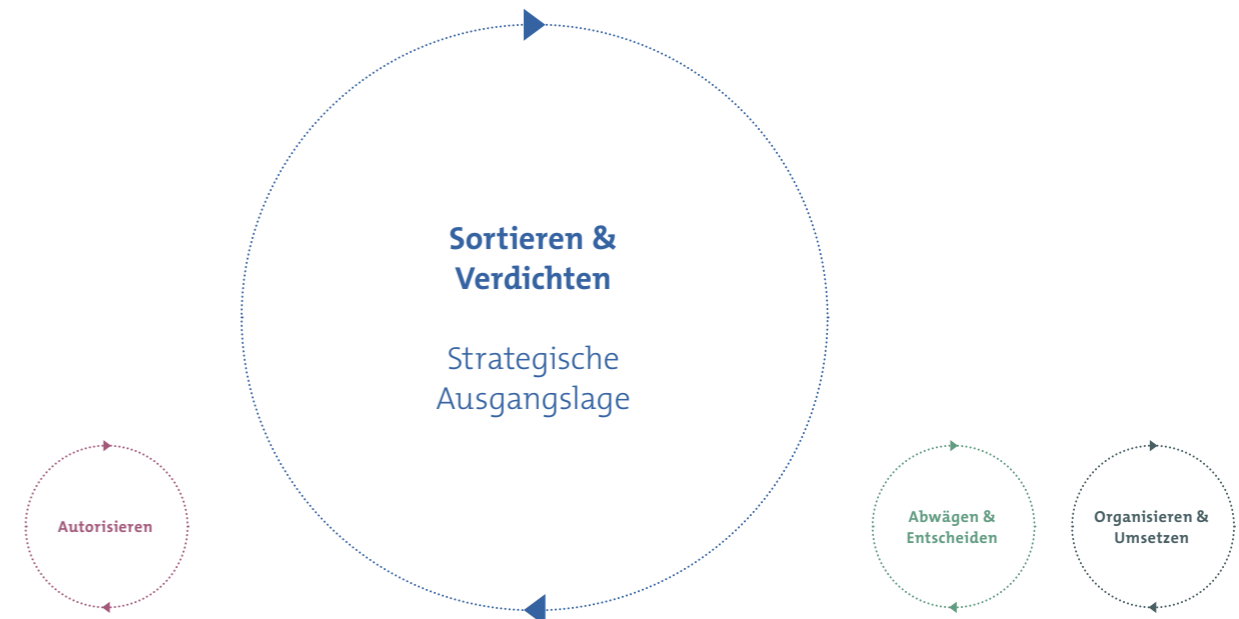 Autorisieren
Sortieren &
Verdichten
Strategische
Ausgangslage
Abwägen &
Entscheiden
Organisieren &
Umsetzen